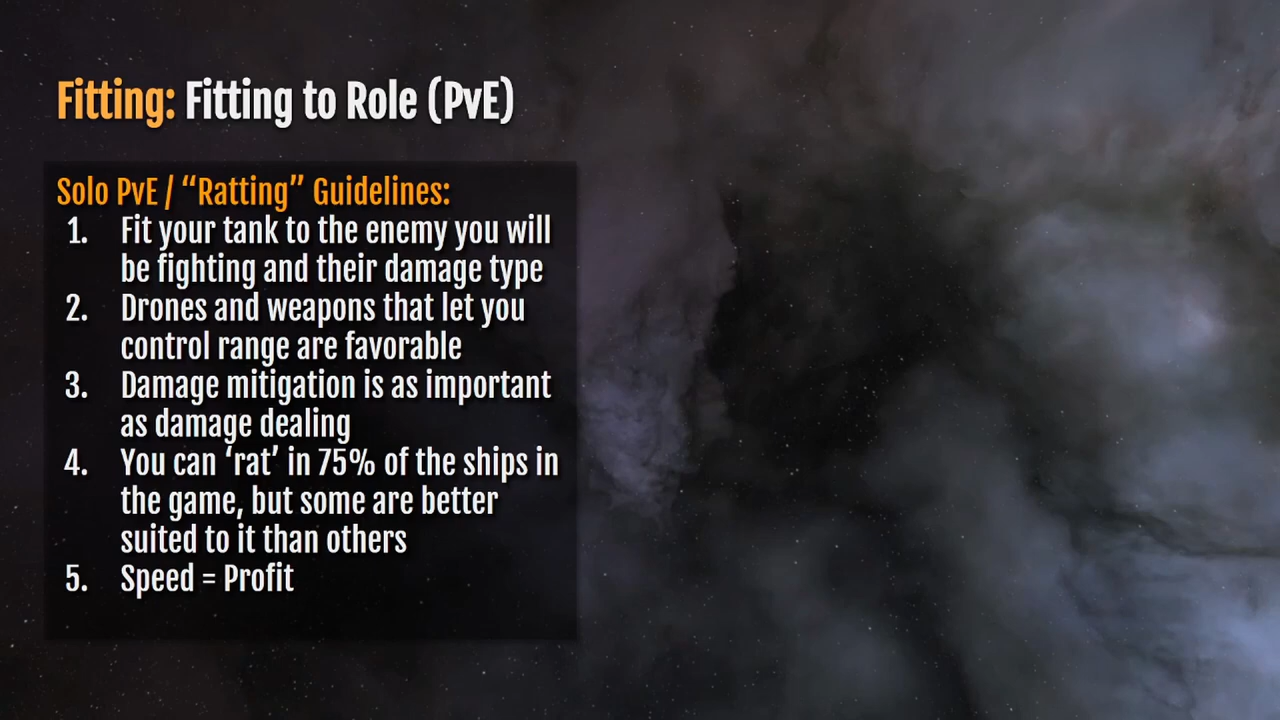 Fitting: Fitting to Role (PvE)
Solo PvE / “Ratting” Guidelines:
1. Fit your tank to the enemy you will
be fighting and their damage type
2. Drones and weapons that let you
control range are favorable
3. Damage mitigation is as important
as damage dealing
4. You can ‘rat’ in 75% of the ships in
the game, but some are better
suited to it than others
5. Speed = Profit